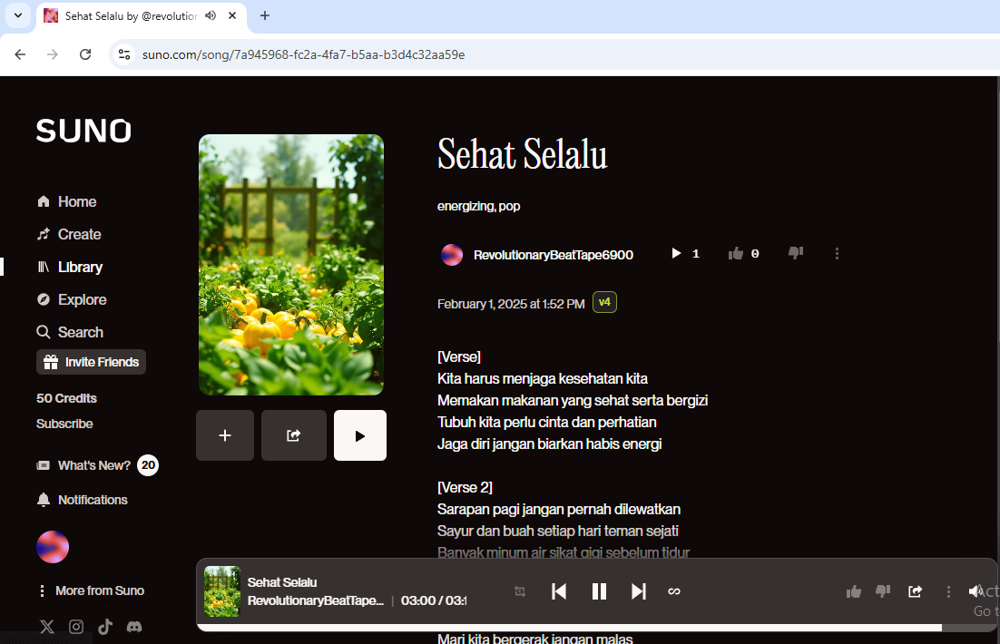 Sehat Selalu by @revolution
suno.com/song/7a945968-fc2a-4fa7-b5aa-b3d4c32aa59e
SUNO
Home
Create
Library
Explore
Search
Invite Friends
50 Credits
Subscribe
What's New? 20
Notifications
More from Suno
Sehat Selalu
energizing, pop
RevolutionaryBeatTape6900 1 0
February 1, 2025 at 1:52 PM v4
[Verse]
Kita harus menjaga kesehatan kita
Memakan makanan yang sehat serta bergizi
Tubuh kita perlu cinta dan perhatian
Jaga diri jangan biarkan habis energi
[Verse 2]
Sarapan pagi jangan pernah dilewatkan
Sayur dan buah setiap hari teman sejati
Banyak minum air sikat gigi sebelum tidur
Sehat Selalu
RevolutionaryBeatTape... | 03:00 / 03:1
Act
Go t
Mari kita bergerak jangan malas